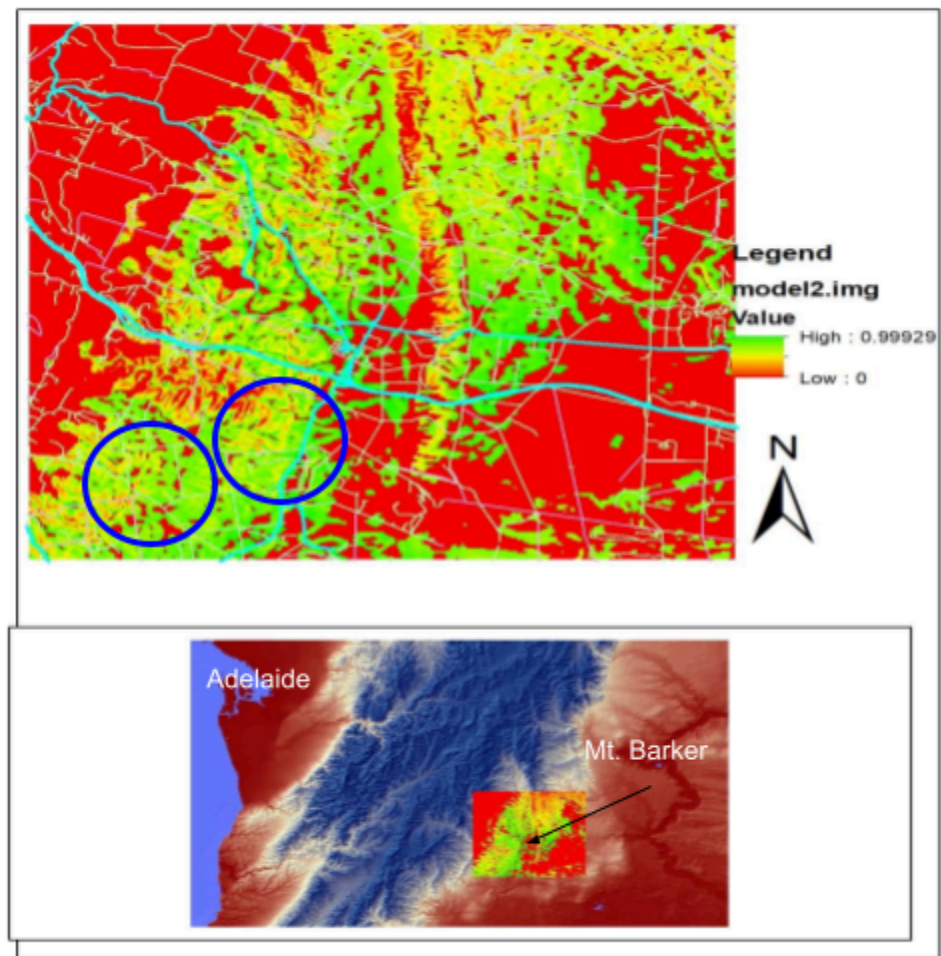 Legend
model2.img
Value
High : 0.99929
Low : 0
N
Adelaide
Mt. Barker